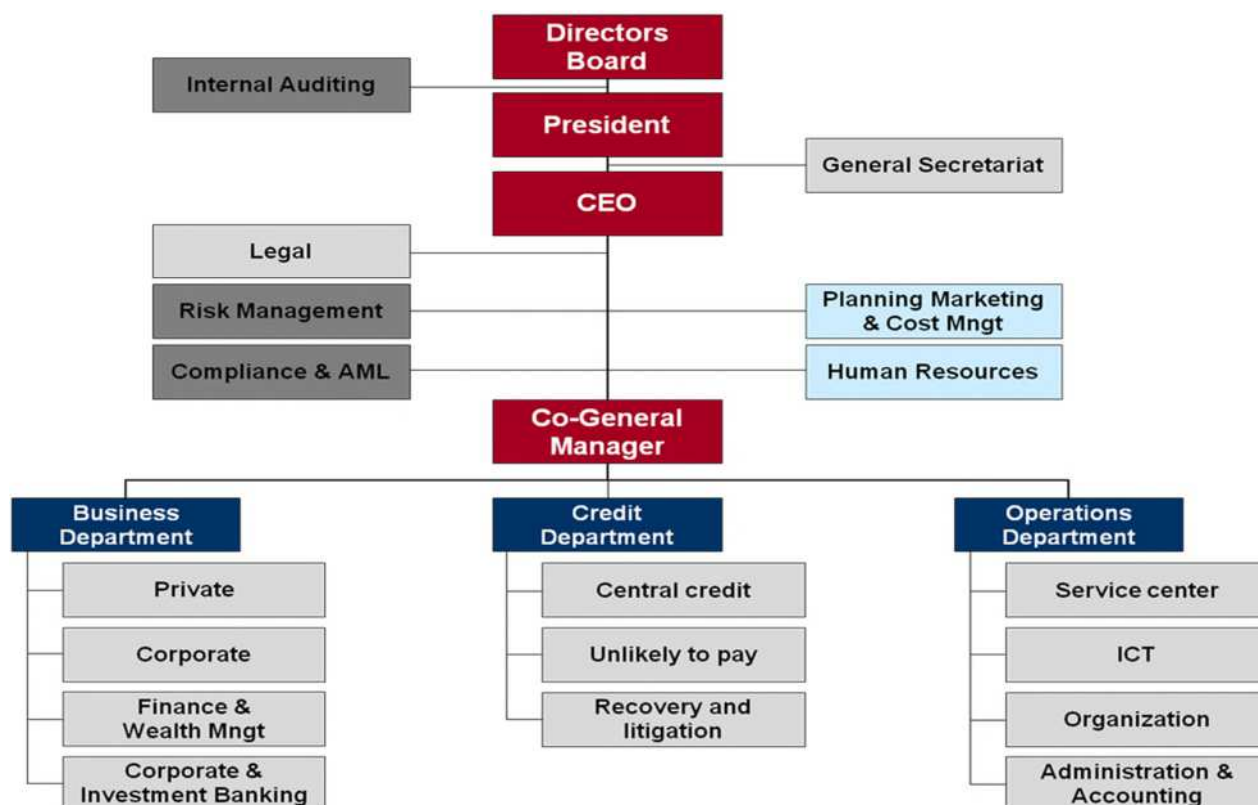 Directors
Board
Internal Auditing
President
General Secretariat
CEO
Legal
Risk Management
Planning Marketing
& Cost Mngt
Compliance & AML
Human Resources
Co-General
Manager
Business
Department
Credit
Department
Operations
Department
Private
Corporate
Finance &
Wealth Mngt
Corporate &
Investment Banking
Central credit
Unlikely to pay
Recovery and
litigation
Service center
ICT
Organization
Administration &
Accounting